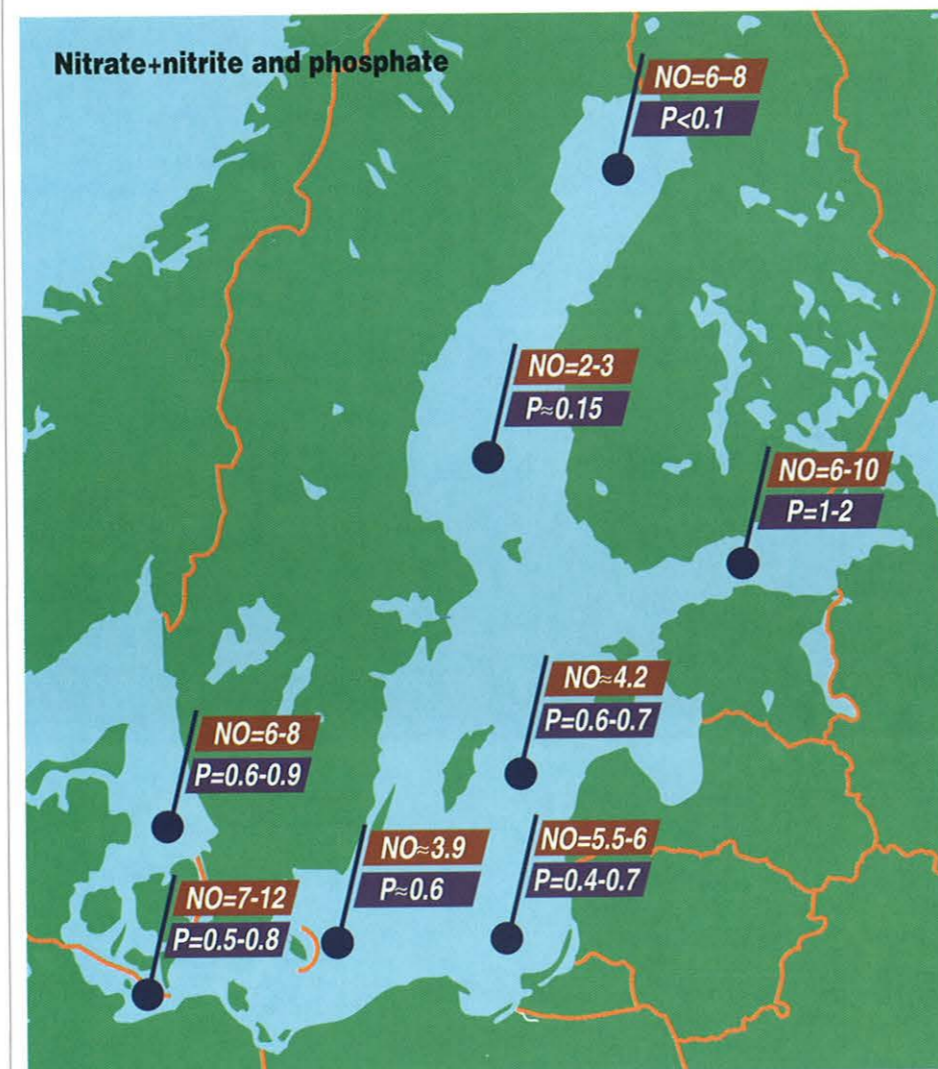 Nitrate+nitrite and phosphate
NO=6–8
P<0.1
NO=2-3
P≈0.15
NO=6-10
P=1-2
NO≈4.2
P=0.6-0.7
NO=6-8
P=0.6-0.9
NO≈3.9
P≈0.6
NO=5.5-6
P=0.4-0.7
NO=7-12
P=0.5-0.8